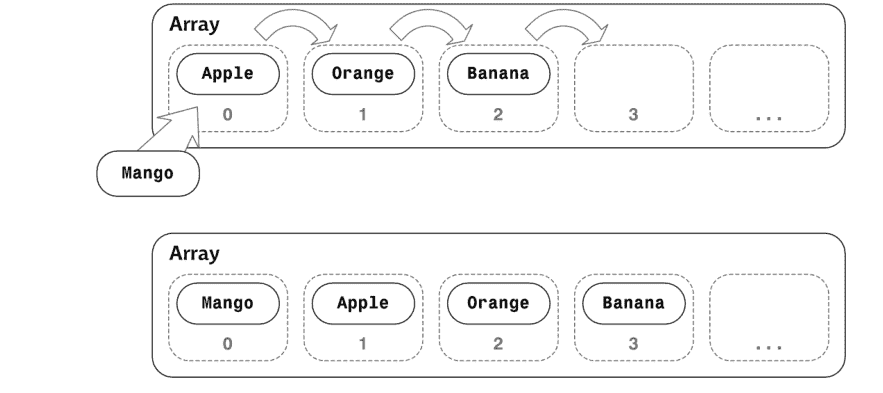 Array
Apple Orange Banana
0 1 2 3 ...
Mango
Array
Mango Apple Orange Banana
0 1 2 3 ...